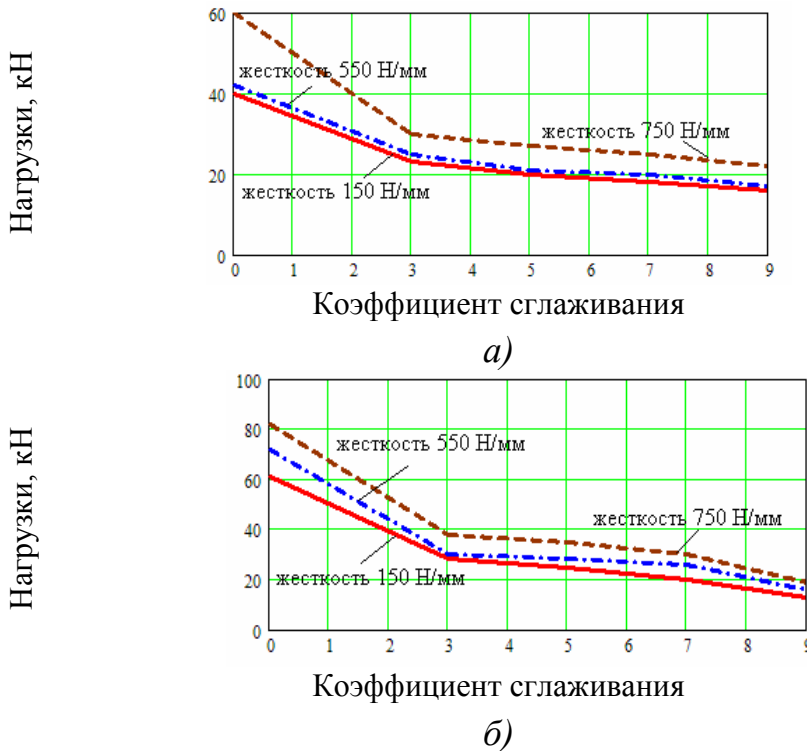 Нагрузки, кН
60
40
20
0
жесткость 550 Н/мм
жесткость 750 Н/мм
жесткость 150 Н/мм
0 1 2 3 4 5 6 7 8 9
Коэффициент сглаживания
а)
Нагрузки, кН
100
80
60
40
20
0
жесткость 550 Н/мм
жесткость 750 Н/мм
жесткость 150 Н/мм
0 1 2 3 4 5 6 7 8 9
Коэффициент сглаживания
б)